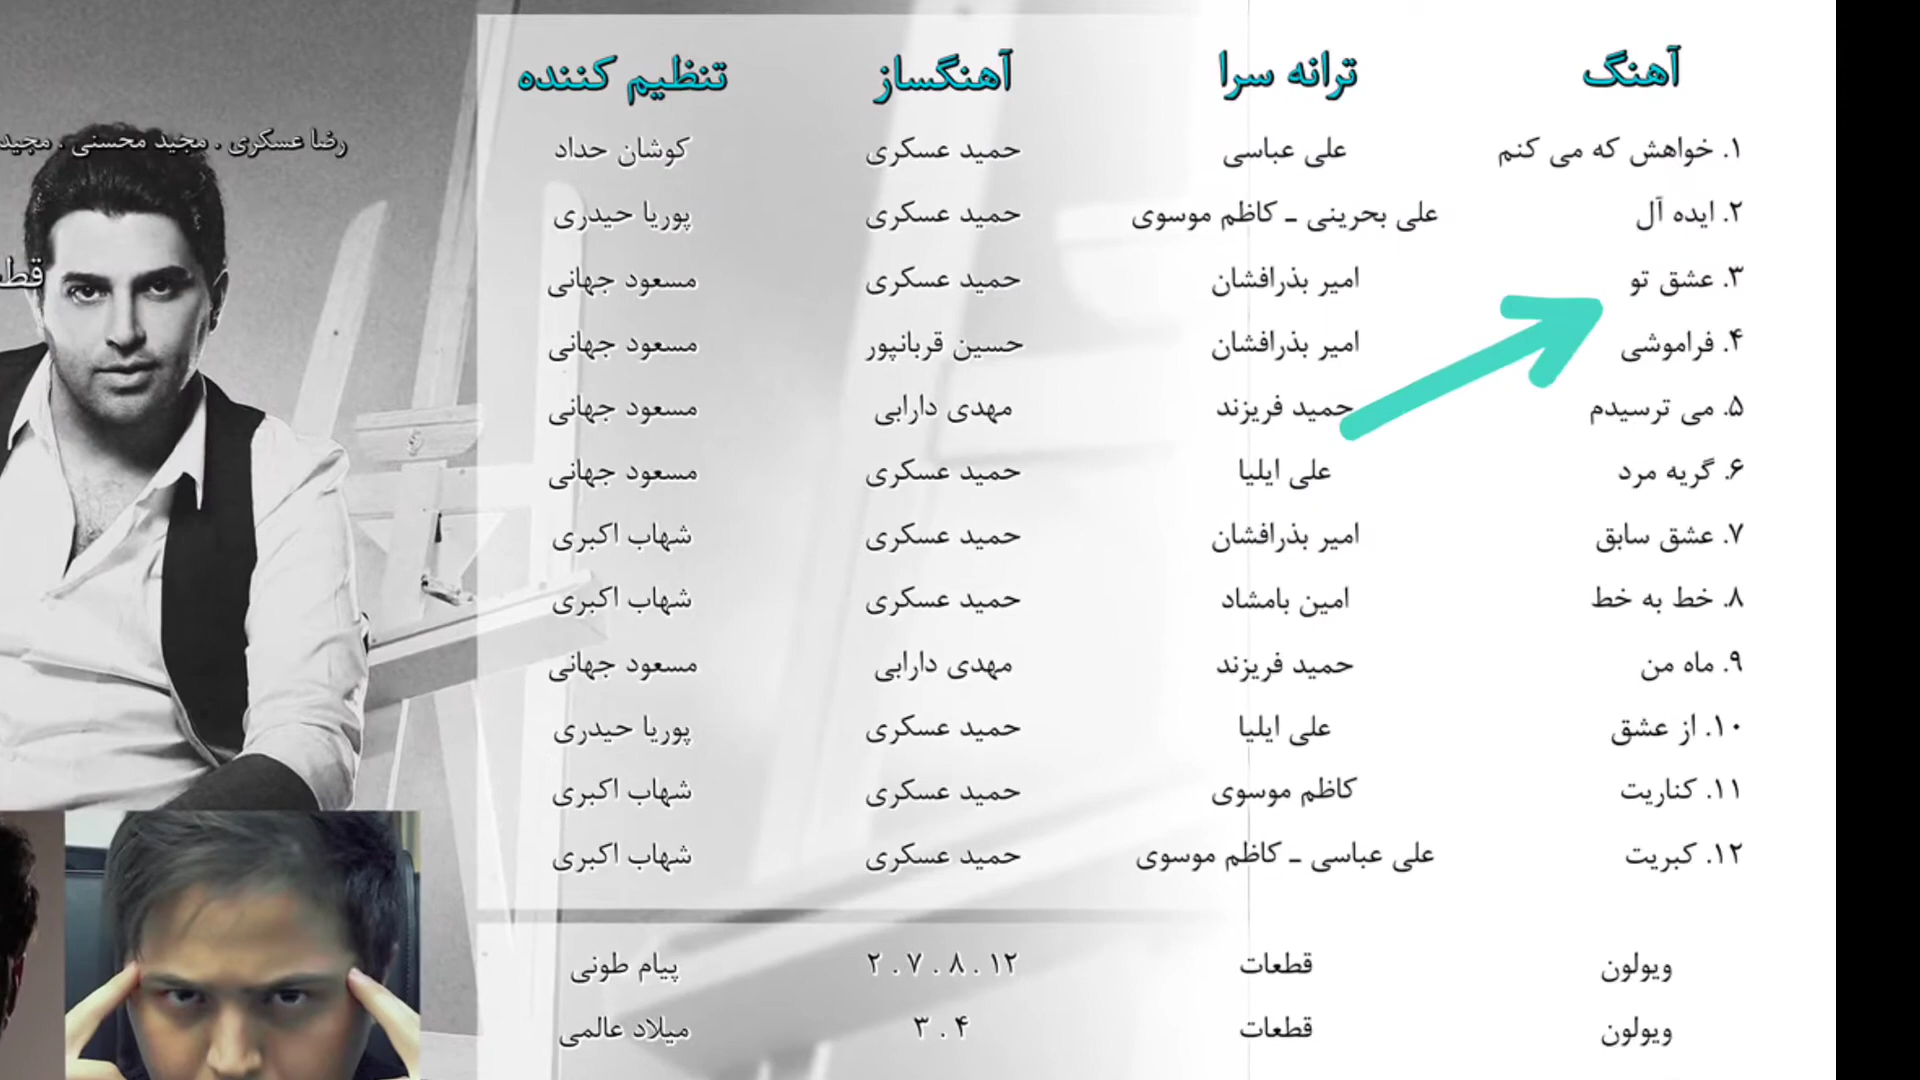 آهنگ ترانه سرا آهنگساز تنظیم کننده
۱. خواهش که می کنم علی عباسی حمید عسکری کوشان حداد
رضا عسکری . مجید محسنی . مجید
۲. ایده آل علی بحرینی ـ کاظم موسوی حمید عسکری پوریا حیدری
۳. عشق تو امیر بذرافشان حمید عسکری مسعود جهانی
۴. فراموشی امیر بذرافشان حسین قربانپور مسعود جهانی
۵. می ترسیدم حمید فریزند مهدی دارابی مسعود جهانی
۶. گریه مرد علی ایلیا حمید عسکری مسعود جهانی
۷. عشق سابق امیر بذرافشان حمید عسکری شهاب اکبری
۸. خط به خط امین بامشاد حمید عسکری شهاب اکبری
۹. ماه من حمید فریزند مهدی دارابی مسعود جهانی
۱۰. از عشق علی ایلیا حمید عسکری پوریا حیدری
۱۱. کناریت کاظم موسوی حمید عسکری شهاب اکبری
۱۲. کبریت علی عباسی ـ کاظم موسوی حمید عسکری شهاب اکبری
ویولون قطعات ۲ . ۷ . ۸ . ۱۲ پیام طونی
ویولون قطعات ۳ . ۴ میلاد عالمی